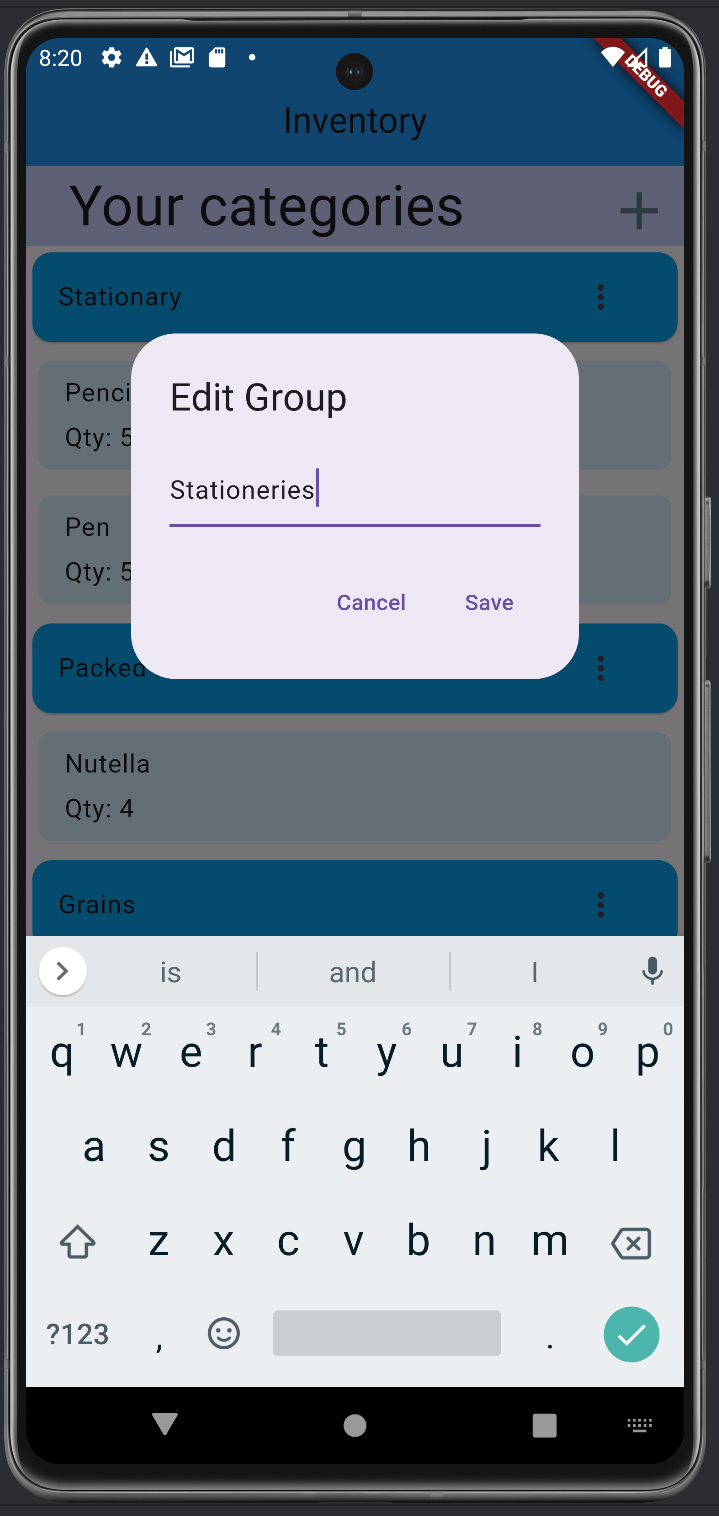 8:20
DEBUG
Inventory
Your categories
Stationary
Penci
Qty: 5
Edit Group
Stationeries
Pen
Qty: 5
Cancel Save
Packed
Nutella
Qty: 4
Grains
is and I
1 2 3 4 5 6 7 8 9 0
q w e r t y u i o p
a s d f g h j k l
z x c v b n m
?123 , .